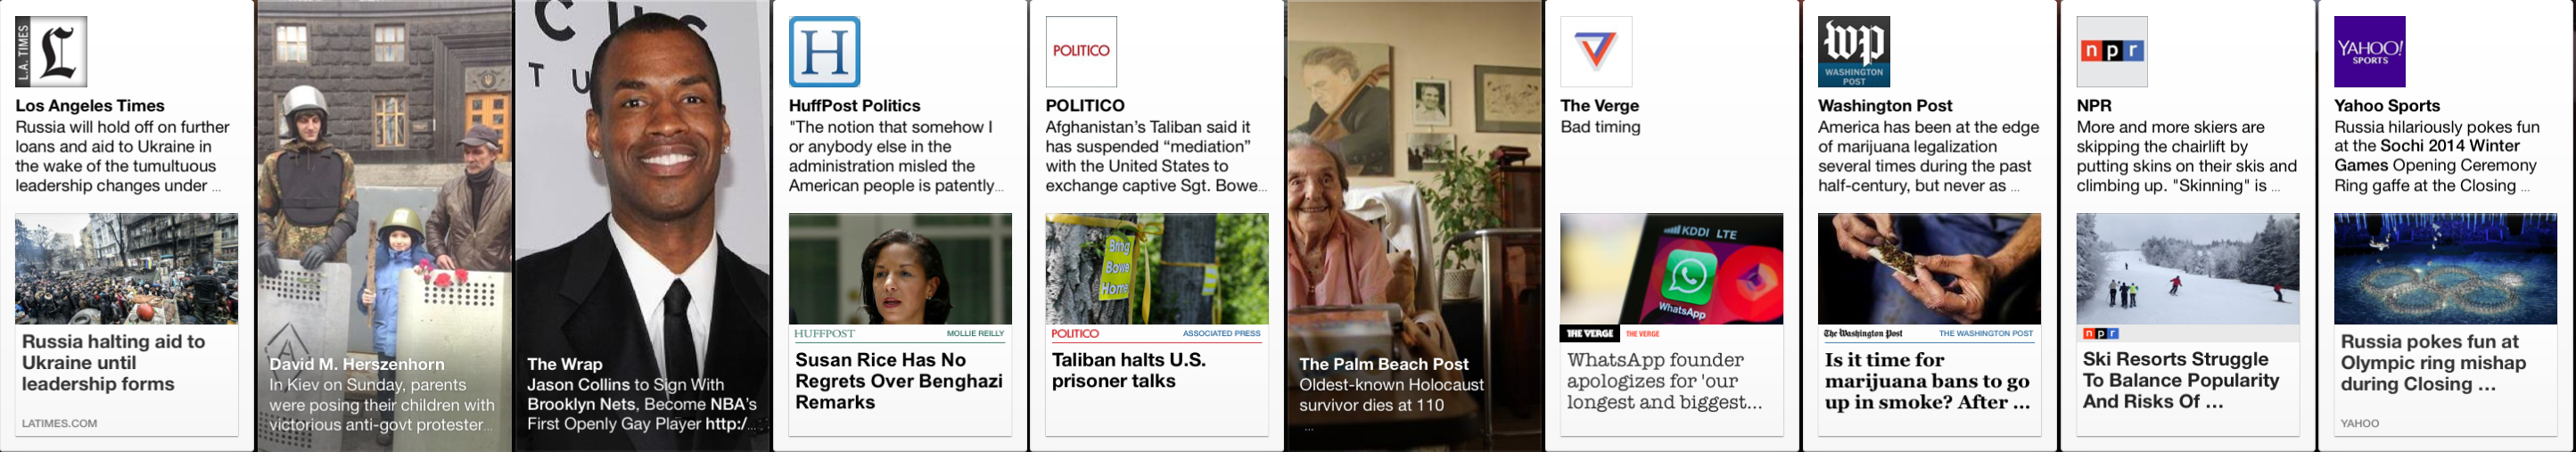 L.A. TIMES
L
Los Angeles Times
Russia will hold off on further
loans and aid to Ukraine in
the wake of the tumultuous
leadership changes under ...
Russia halting aid to
Ukraine until
leadership forms
LATIMES.COM
David M. Herszenhorn
In Kiev on Sunday, parents
were posing their children with
victorious anti-govt protester...
The Wrap
Jason Collins to Sign With
Brooklyn Nets, Become NBA's
First Openly Gay Player http:/...
H
HuffPost Politics
"The notion that somehow I
or anybody else in the
administration misled the
American people is patently...
HUFFPOST MOLLIE REILLY
Susan Rice Has No
Regrets Over Benghazi
Remarks
POLITICO
POLITICO
Afghanistan's Taliban said it
has suspended “mediation”
with the United States to
exchange captive Sgt. Bowe...
Bring
Bowe
Home
POLITICO ASSOCIATED PRESS
Taliban halts U.S.
prisoner talks
The Palm Beach Post
Oldest-known Holocaust
survivor dies at 110
...
The Verge
Bad timing
KDDI LTE
WhatsApp
THE VERGE THE VERGE
WhatsApp founder
apologizes for 'our
longest and biggest...
wp
WASHINGTON
POST
Washington Post
America has been at the edge
of marijuana legalization
several times during the past
half-century, but never as ...
The Washington Post THE WASHINGTON POST
Is it time for
marijuana bans to go
up in smoke? After ...
npr
NPR
More and more skiers are
skipping the chairlift by
putting skins on their skis and
climbing up. "Skinning" is ...
npr
Ski Resorts Struggle
To Balance Popularity
And Risks Of ...
YAHOO!
SPORTS
Yahoo Sports
Russia hilariously pokes fun
at the Sochi 2014 Winter
Games Opening Ceremony
Ring gaffe at the Closing ...
Russia pokes fun at
Olympic ring mishap
during Closing ...
YAHOO